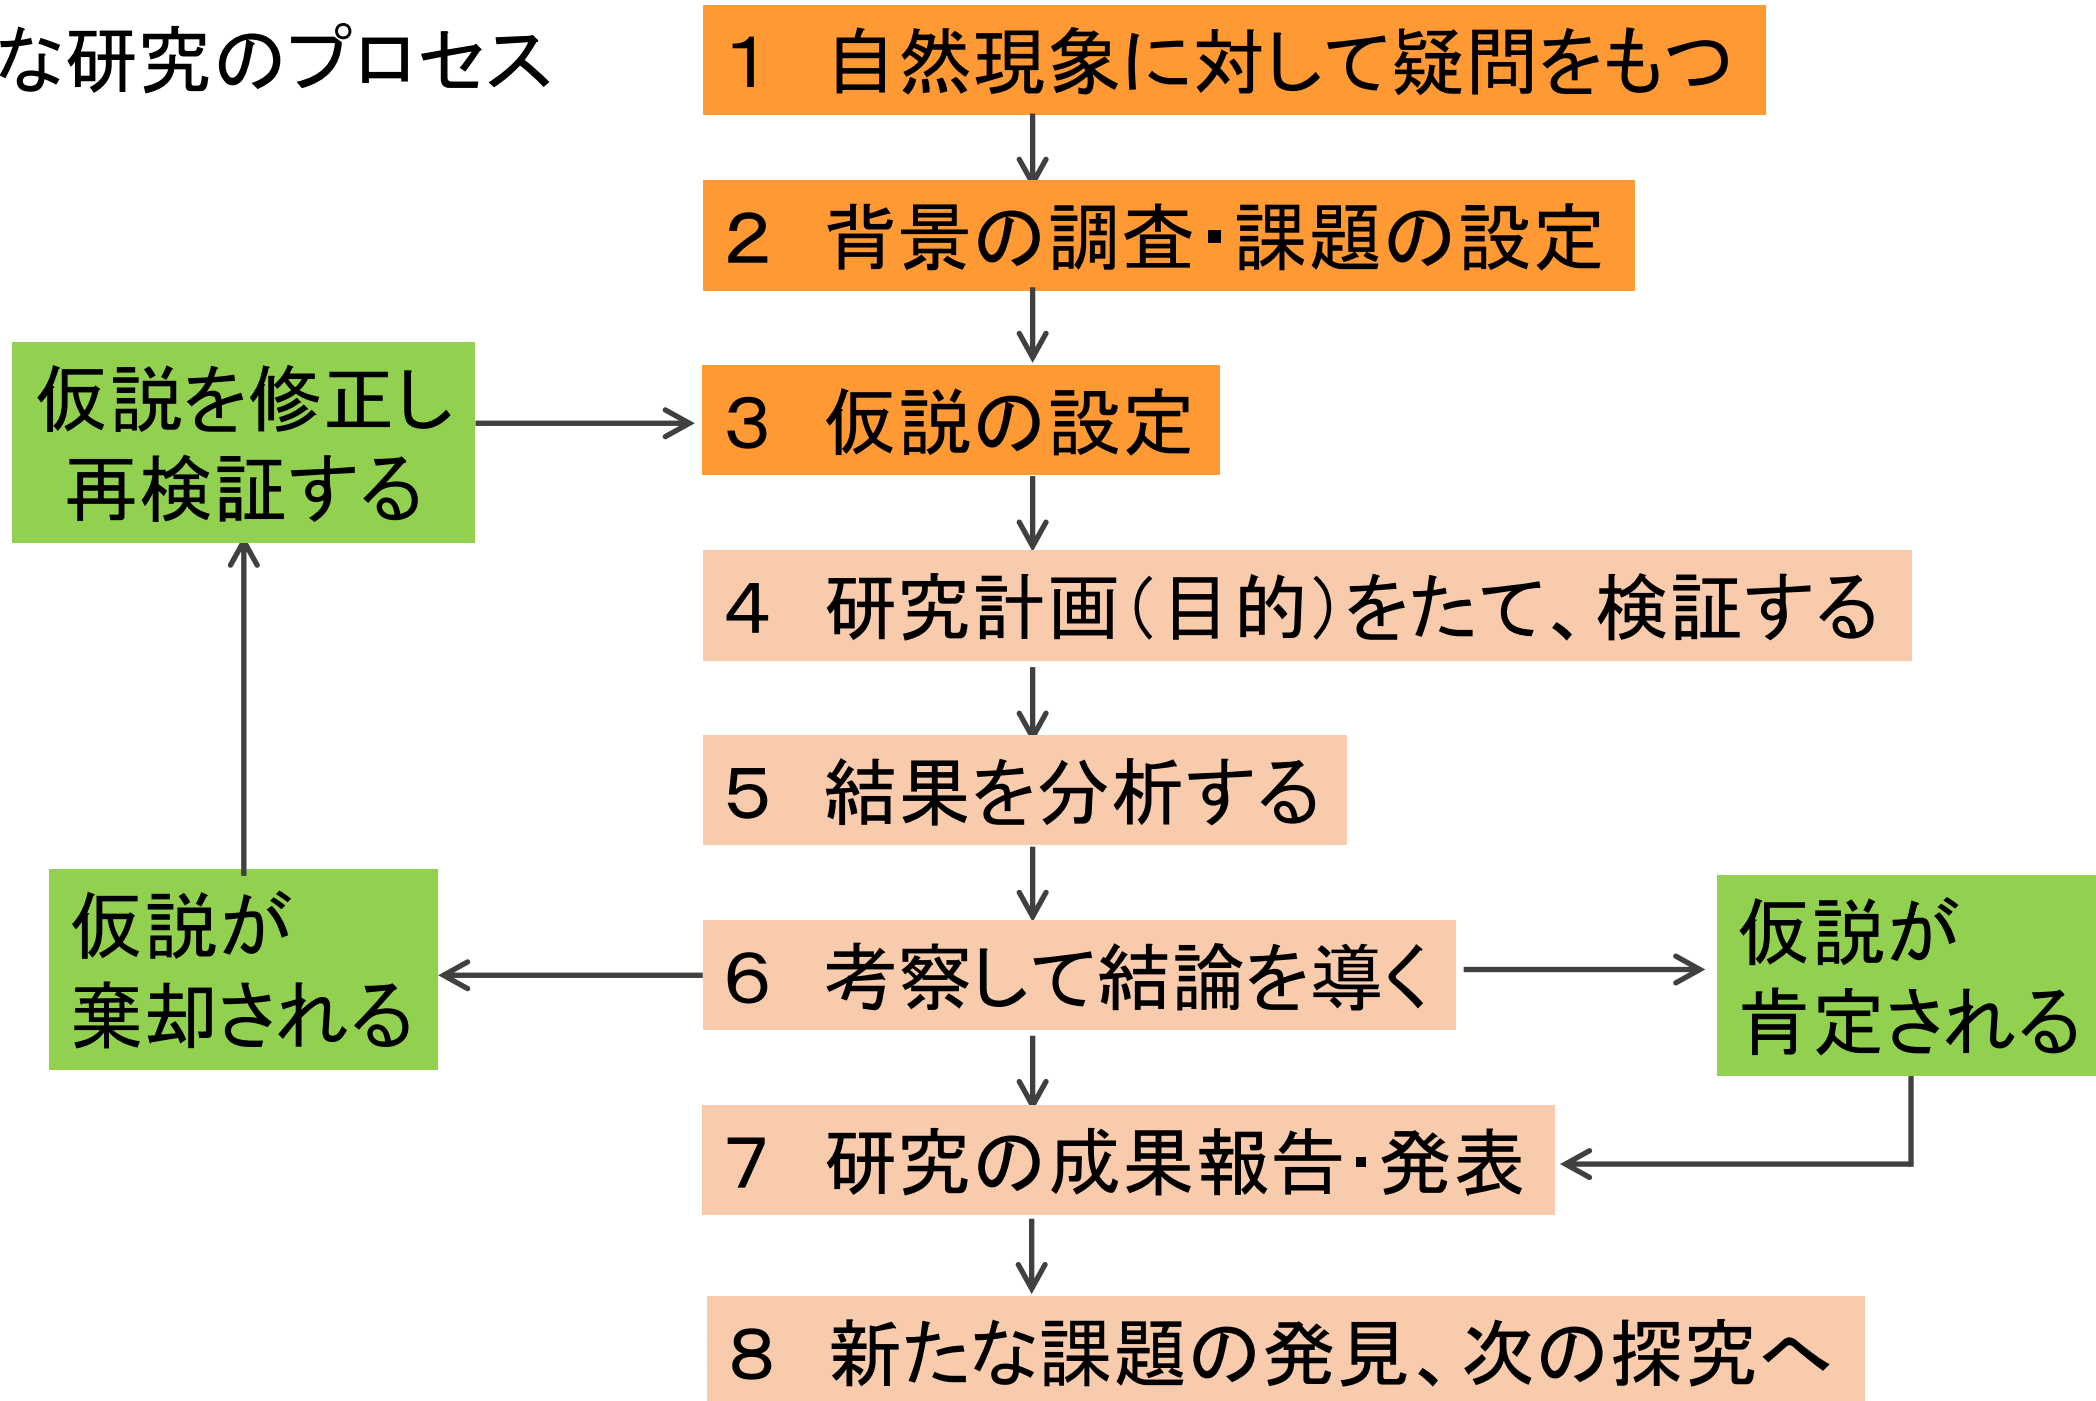 な研究のプロセス
１　自然現象に対して疑問をもつ
２　背景の調査・課題の設定
仮説を修正し
再検証する
３　仮説の設定
４　研究計画（目的）をたて、検証する
５　結果を分析する
仮説が
棄却される
６　考察して結論を導く
仮説が
肯定される
７　研究の成果報告・発表
８　新たな課題の発見、次の探究へ